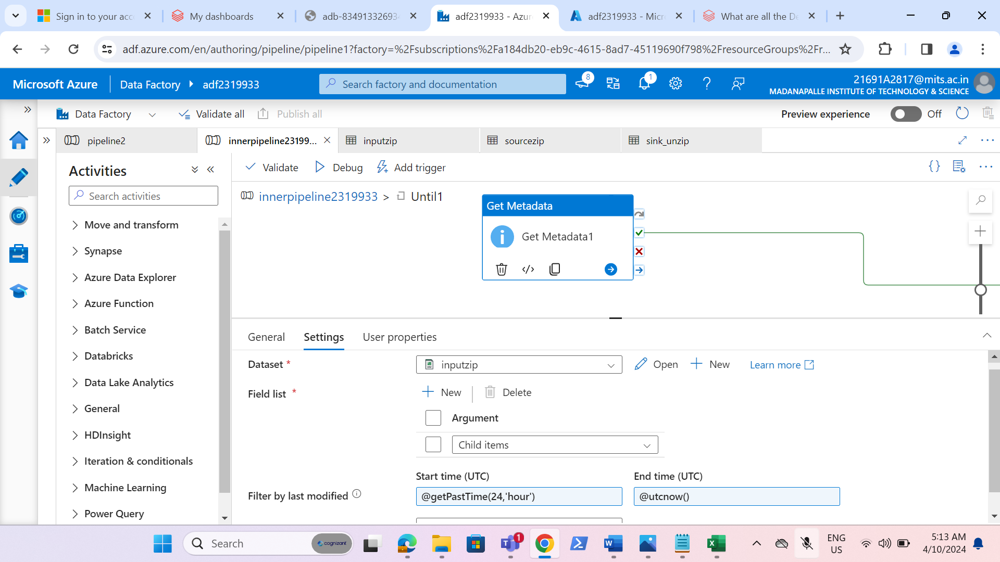 Sign in to your acc
My dashboards
adb-834913326934
adf2319933 - Azur
adf2319933 - Micr
What are all the De
adf.azure.com/en/authoring/pipeline/pipeline1?factory=%2Fsubscriptions%2Fa184db20-eb9c-4615-8ad7-45119690f798%2FresourceGroups%2Fr...
Microsoft Azure
Data Factory
adf2319933
Search factory and documentation
8
1
21691A2817@mits.ac.in
MADANAPALLE INSTITUTE OF TECHNOLOGY & SCIENCE
Data Factory
Validate all
Publish all
Preview experience
Off
pipeline2
innerpipeline23199...
inputzip
sourcezip
sink_unzip
Activities
Validate
Debug
Add trigger
Search activities
innerpipeline2319933 > Until1
Get Metadata
Get Metadata1
Move and transform
Synapse
Azure Data Explorer
Azure Function
Batch Service
Databricks
Data Lake Analytics
General
HDInsight
Iteration & conditionals
Machine Learning
Power Query
General
Settings
User properties
Dataset *
inputzip
Open
New
Learn more
Field list *
New
Delete
Argument
Child items
Start time (UTC)
End time (UTC)
Filter by last modified
@getPastTime(24,'hour')
@utcnow()
Search
cognizant
1
ENG
US
5:13 AM
4/10/2024